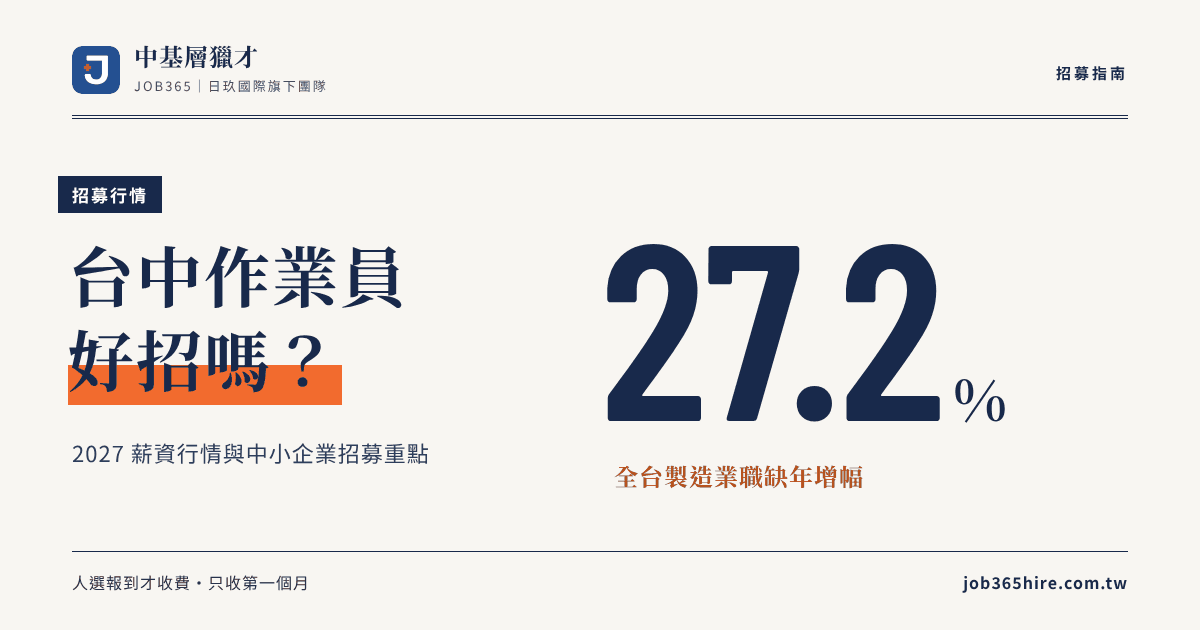 中基層獵才
JOB365｜日玖國際旗下團隊
招募指南
招募行情
台中作業員
好招嗎？
2027 薪資行情與中小企業招募重點
27.2%
全台製造業職缺年增幅
人選報到才收費・只收第一個月
job365hire.com.tw